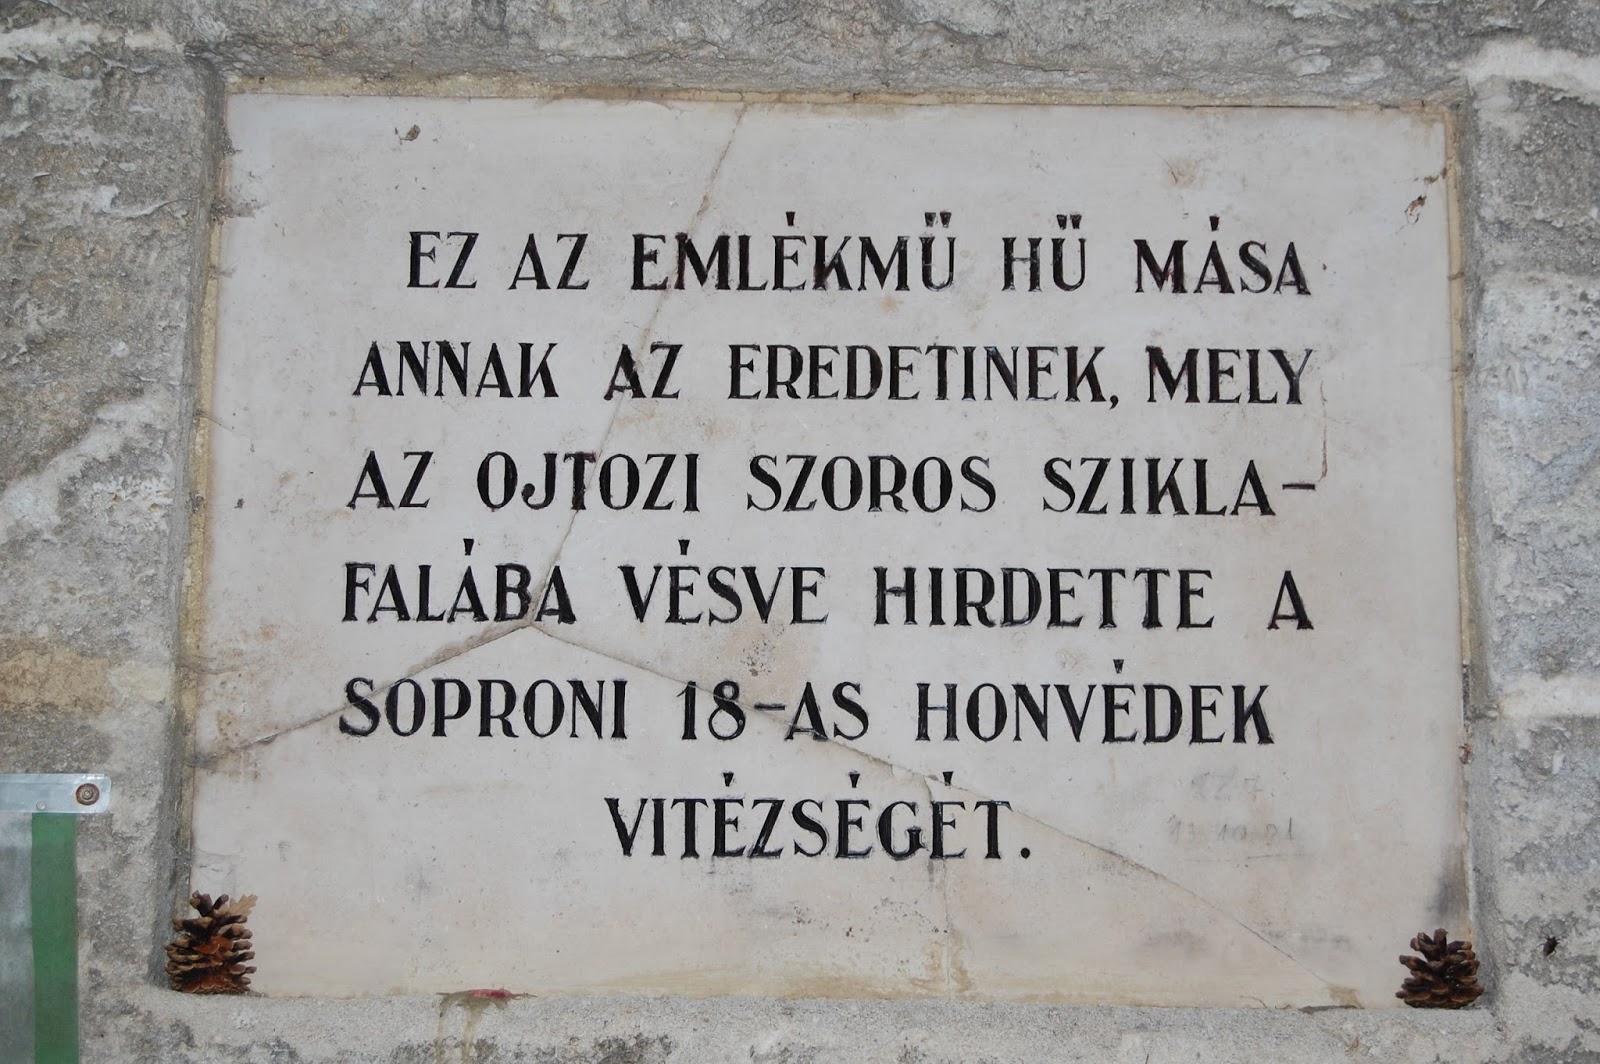 EZ AZ EMLÉKMŰ HŰ MÁSA
ANNAK AZ EREDETINEK, MELY
AZ OJTOZI SZOROS SZIKLA-
FALÁBA VÉSVE HIRDETTE A
SOPRONI 18-AS HONVÉDEK
VITÉZSÉGÉT.